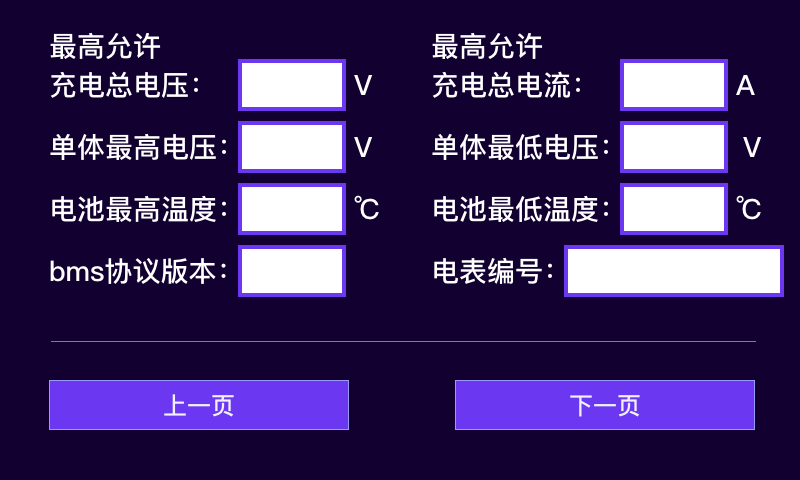 最高允许
充电总电压: V
最高允许
充电总电流: A
单体最高电压: V
单体最低电压: V
电池最高温度: ℃
电池最低温度: ℃
bms协议版本:
电表编号:
上一页
下一页